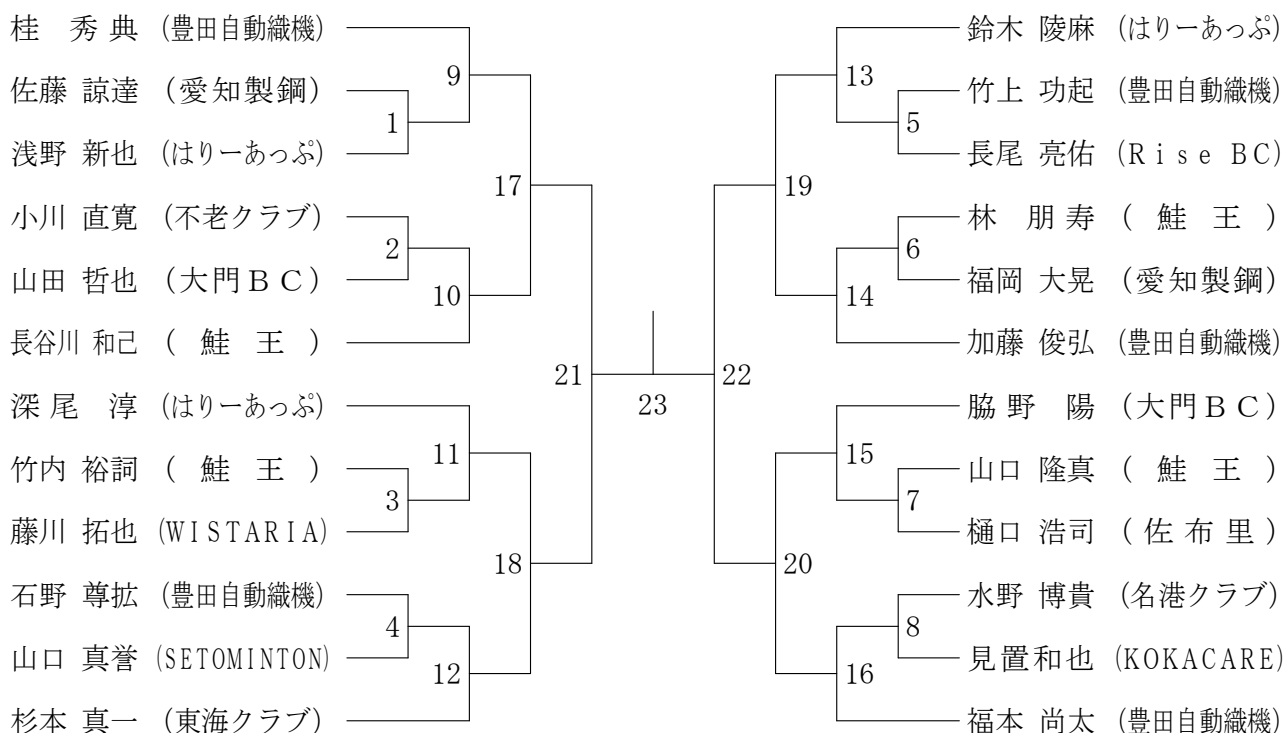 桂 秀典 (豊田自動織機)
佐藤 諒達 (愛知製鋼)
浅野 新也 (はりーあっぷ)
小川 直寛 (不老クラブ)
山田 哲也 (大門BC)
長谷川 和己 (鮭王)
深尾 淳 (はりーあっぷ)
竹内 裕詞 (鮭王)
藤川 拓也 (WISTARIA)
石野 尊拡 (豊田自動織機)
山口 真誉 (SETOMINTON)
杉本 真一 (東海クラブ)
1
2
3
4
9
10
11
12
17
18
21
23
22
19
20
13
14
15
16
5
6
7
8
鈴木 陵麻 (はりーあっぷ)
竹上 功起 (豊田自動織機)
長尾 亮佑 (Rise BC)
林 朋寿 (鮭王)
福岡 大晃 (愛知製鋼)
加藤 俊弘 (豊田自動織機)
脇野 陽 (大門BC)
山口 隆真 (鮭王)
樋口 浩司 (佐布里)
水野 博貴 (名港クラブ)
見置和也 (KOKACARE)
福本 尚太 (豊田自動織機)